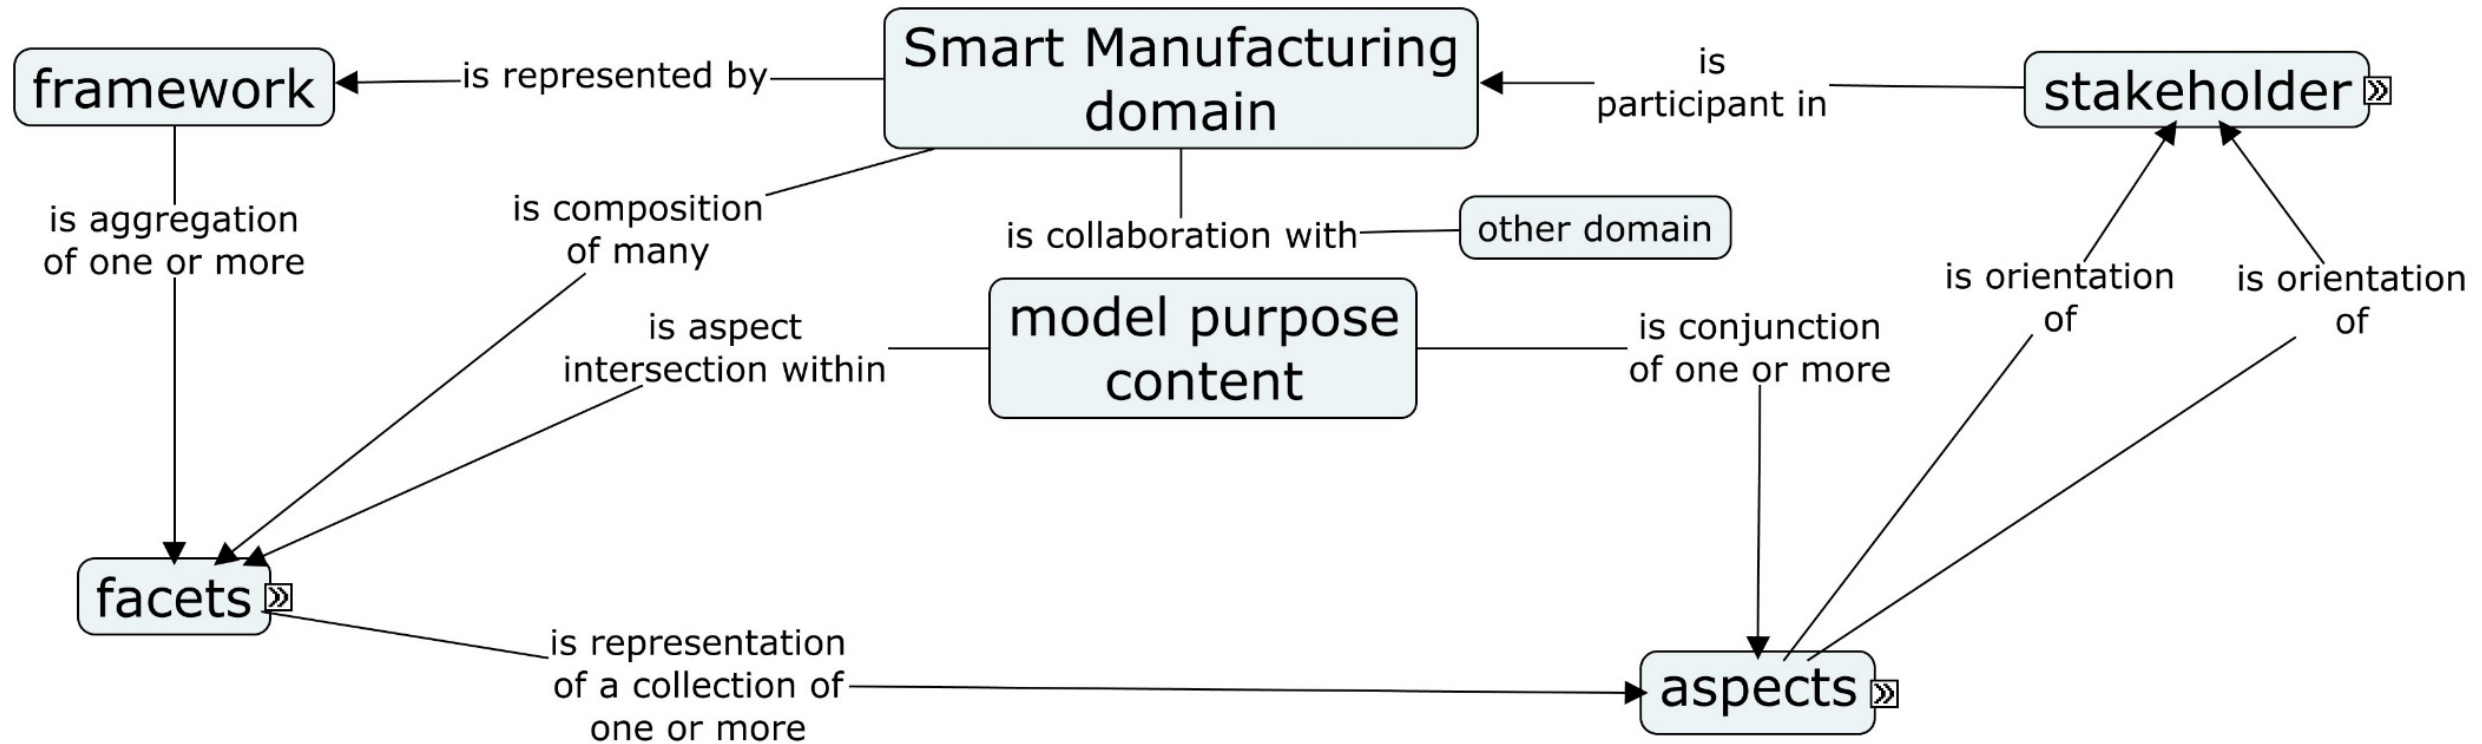 Smart Manufacturing
domain
framework
is represented by
is
participant in
stakeholder
is aggregation
of one or more
is composition
of many
is collaboration with
other domain
is orientation
of
is orientation
of
is aspect
intersection within
model purpose
content
is conjunction
of one or more
facets
is representation
of a collection of
one or more
aspects